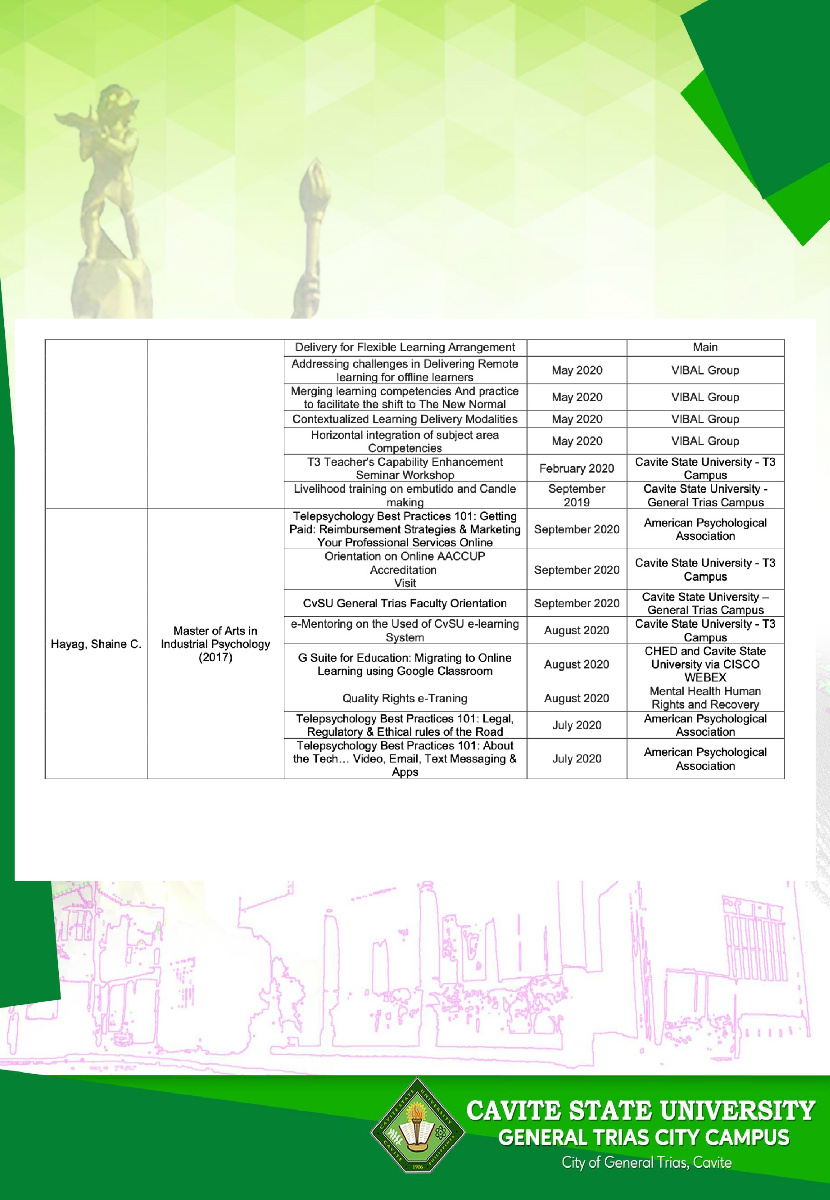 Delivery for Flexible Learning Arrangement
Main
Addressing challenges in Delivering Remote
learning for offline learners
May 2020
VIBAL Group
Merging learning competencies And practice
to facilitate the shift to The New Normal
May 2020
VIBAL Group
Contextualized Learning Delivery Modalities
May 2020
VIBAL Group
Horizontal integration of subject area
Competencies
May 2020
VIBAL Group
T3 Teacher's Capability Enhancement
Seminar Workshop
February 2020
Cavite State University - T3
Campus
Livelihood training on embutido and Candle
making
September
2019
Cavite State University -
General Trias Campus
Hayag, Shaine C.
Master of Arts in
Industrial Psychology
(2017)
Telepsychology Best Practices 101: Getting
Paid: Reimbursement Strategies & Marketing
Your Professional Services Online
September 2020
American Psychological
Association
Orientation on Online AACCUP
Accreditation
Visit
September 2020
Cavite State University - T3
Campus
CvSU General Trias Faculty Orientation
September 2020
Cavite State University –
General Trias Campus
e-Mentoring on the Used of CvSU e-learning
System
August 2020
Cavite State University - T3
Campus
G Suite for Education: Migrating to Online
Learning using Google Classroom
August 2020
CHED and Cavite State
University via CISCO
WEBEX
Quality Rights e-Traning
August 2020
Mental Health Human
Rights and Recovery
Telepsychology Best Practices 101: Legal,
Regulatory & Ethical rules of the Road
July 2020
American Psychological
Association
Telepsychology Best Practices 101: About
the Tech… Video, Email, Text Messaging &
Apps
July 2020
American Psychological
Association
CAVITE STATE UNIVERSITY
GENERAL TRIAS CITY CAMPUS
City of General Trias, Cavite
1906